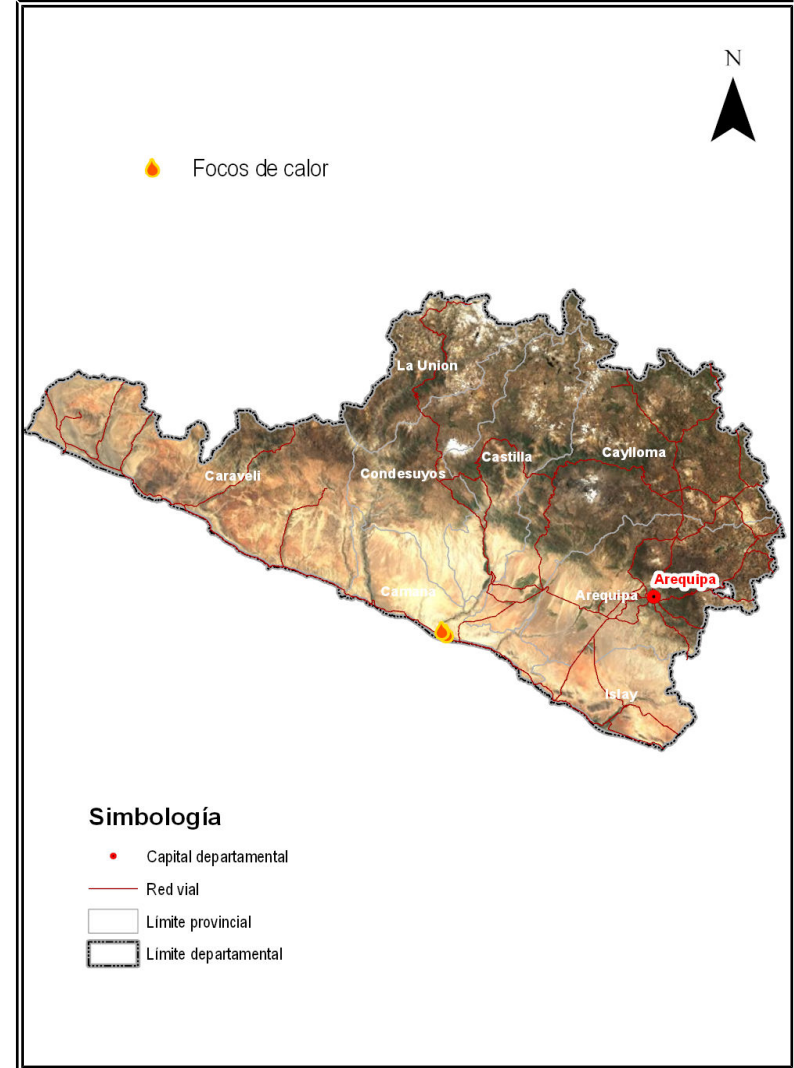 N
Focos de calor
La Union
Castilla
Caylloma
Caraveli
Condesuyos
Arequipa
Camana
Arequipa
Islay
Simbología
Capital departamental
Red vial
Límite provincial
Límite departamental